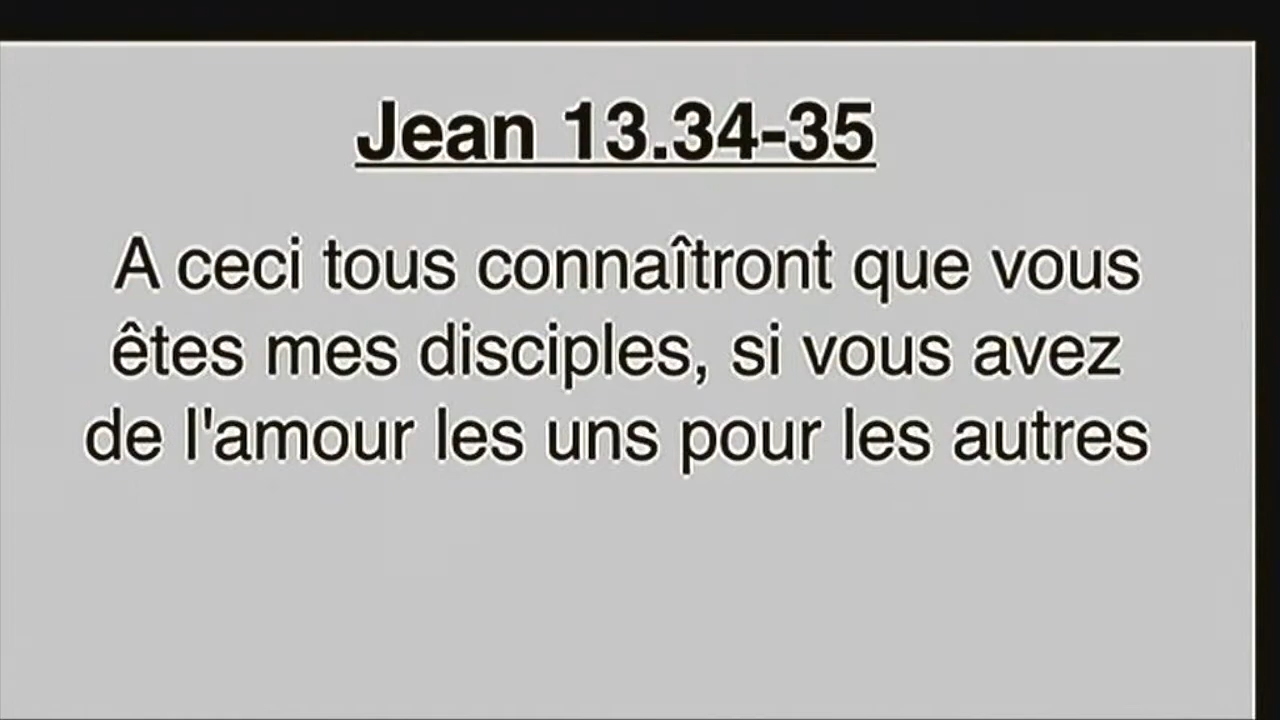 Jean 13.34-35
A ceci tous connaîtront que vous
êtes mes disciples, si vous avez
de l'amour les uns pour les autres